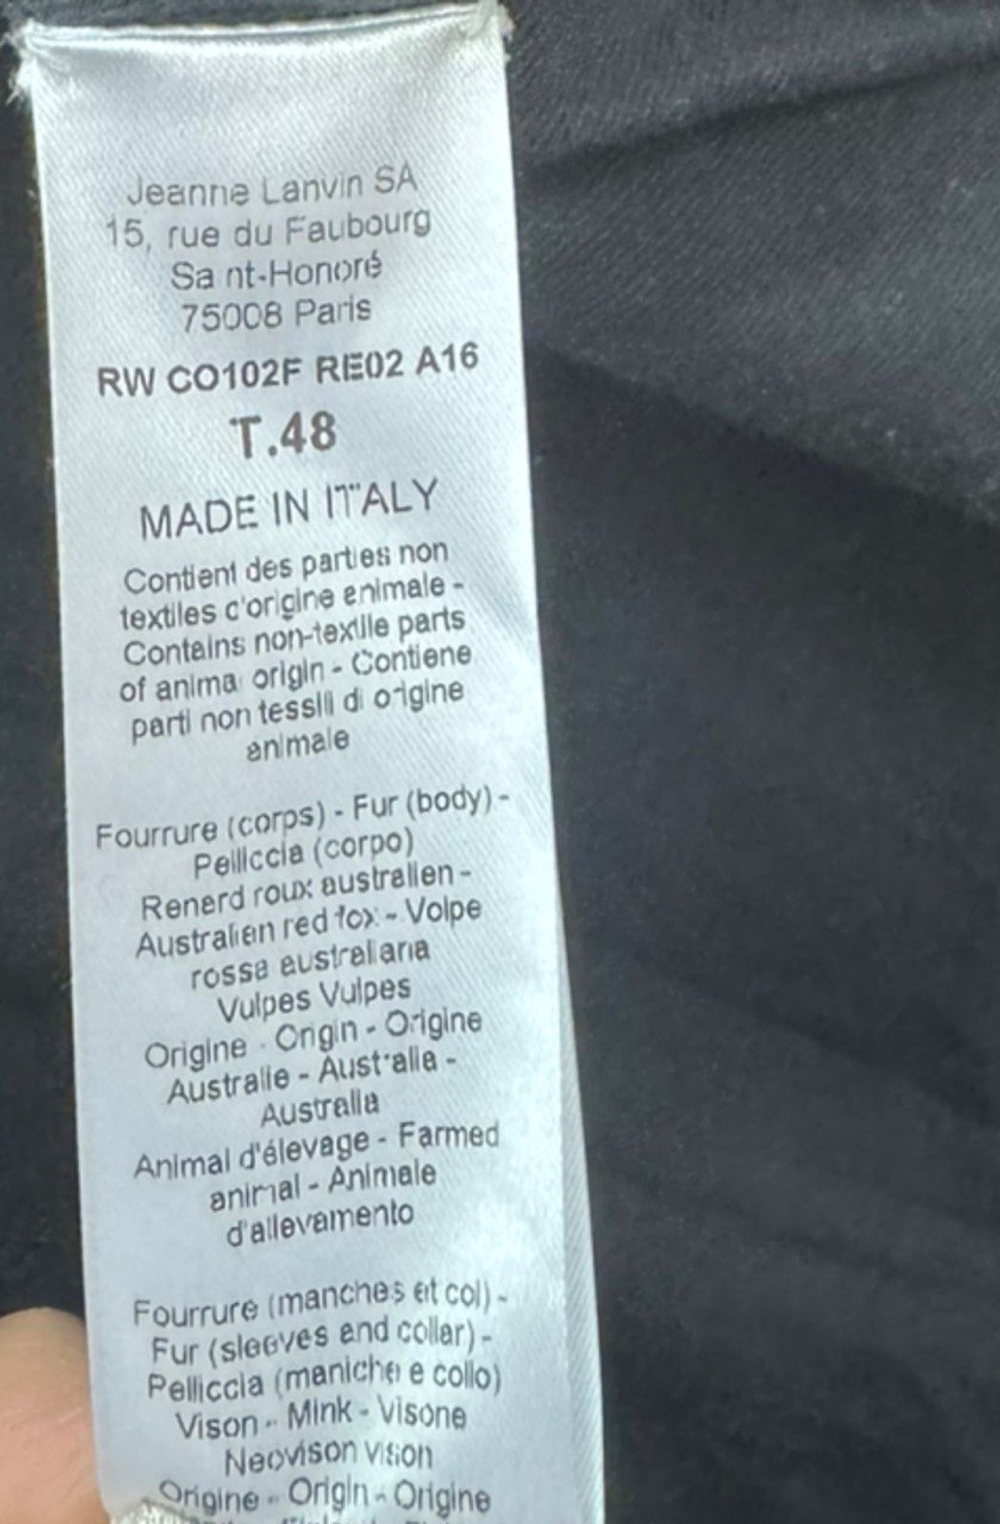 Jeanne Lanvin SA
15, rue du Faubourg
Saint-Honoré
75008 Paris
RW CO102F RE02 A16
T.48
MADE IN ITALY
Contient des parties non
textiles c'origine animale -
Contains non-textile parts
of animal origin - Contiene
parti non tessili di origine
animale
Fourrure (corps) - Fur (body) -
Pelliccia (corpo)
Renard roux australien -
Australian red fox - Volpe
rossa australiana
Vulpes Vulpes
Origine - Origin - Origine
Australie - Australia -
Australia
Animal d'élevage - Farmed
animal - Animale
d'allevamento
Fourrure (manches et col) -
Fur (sleeves and collar) -
Pelliccia (maniche e collo)
Vison - Mink - Visone
Neovison vison
Origine - Origin - Origine